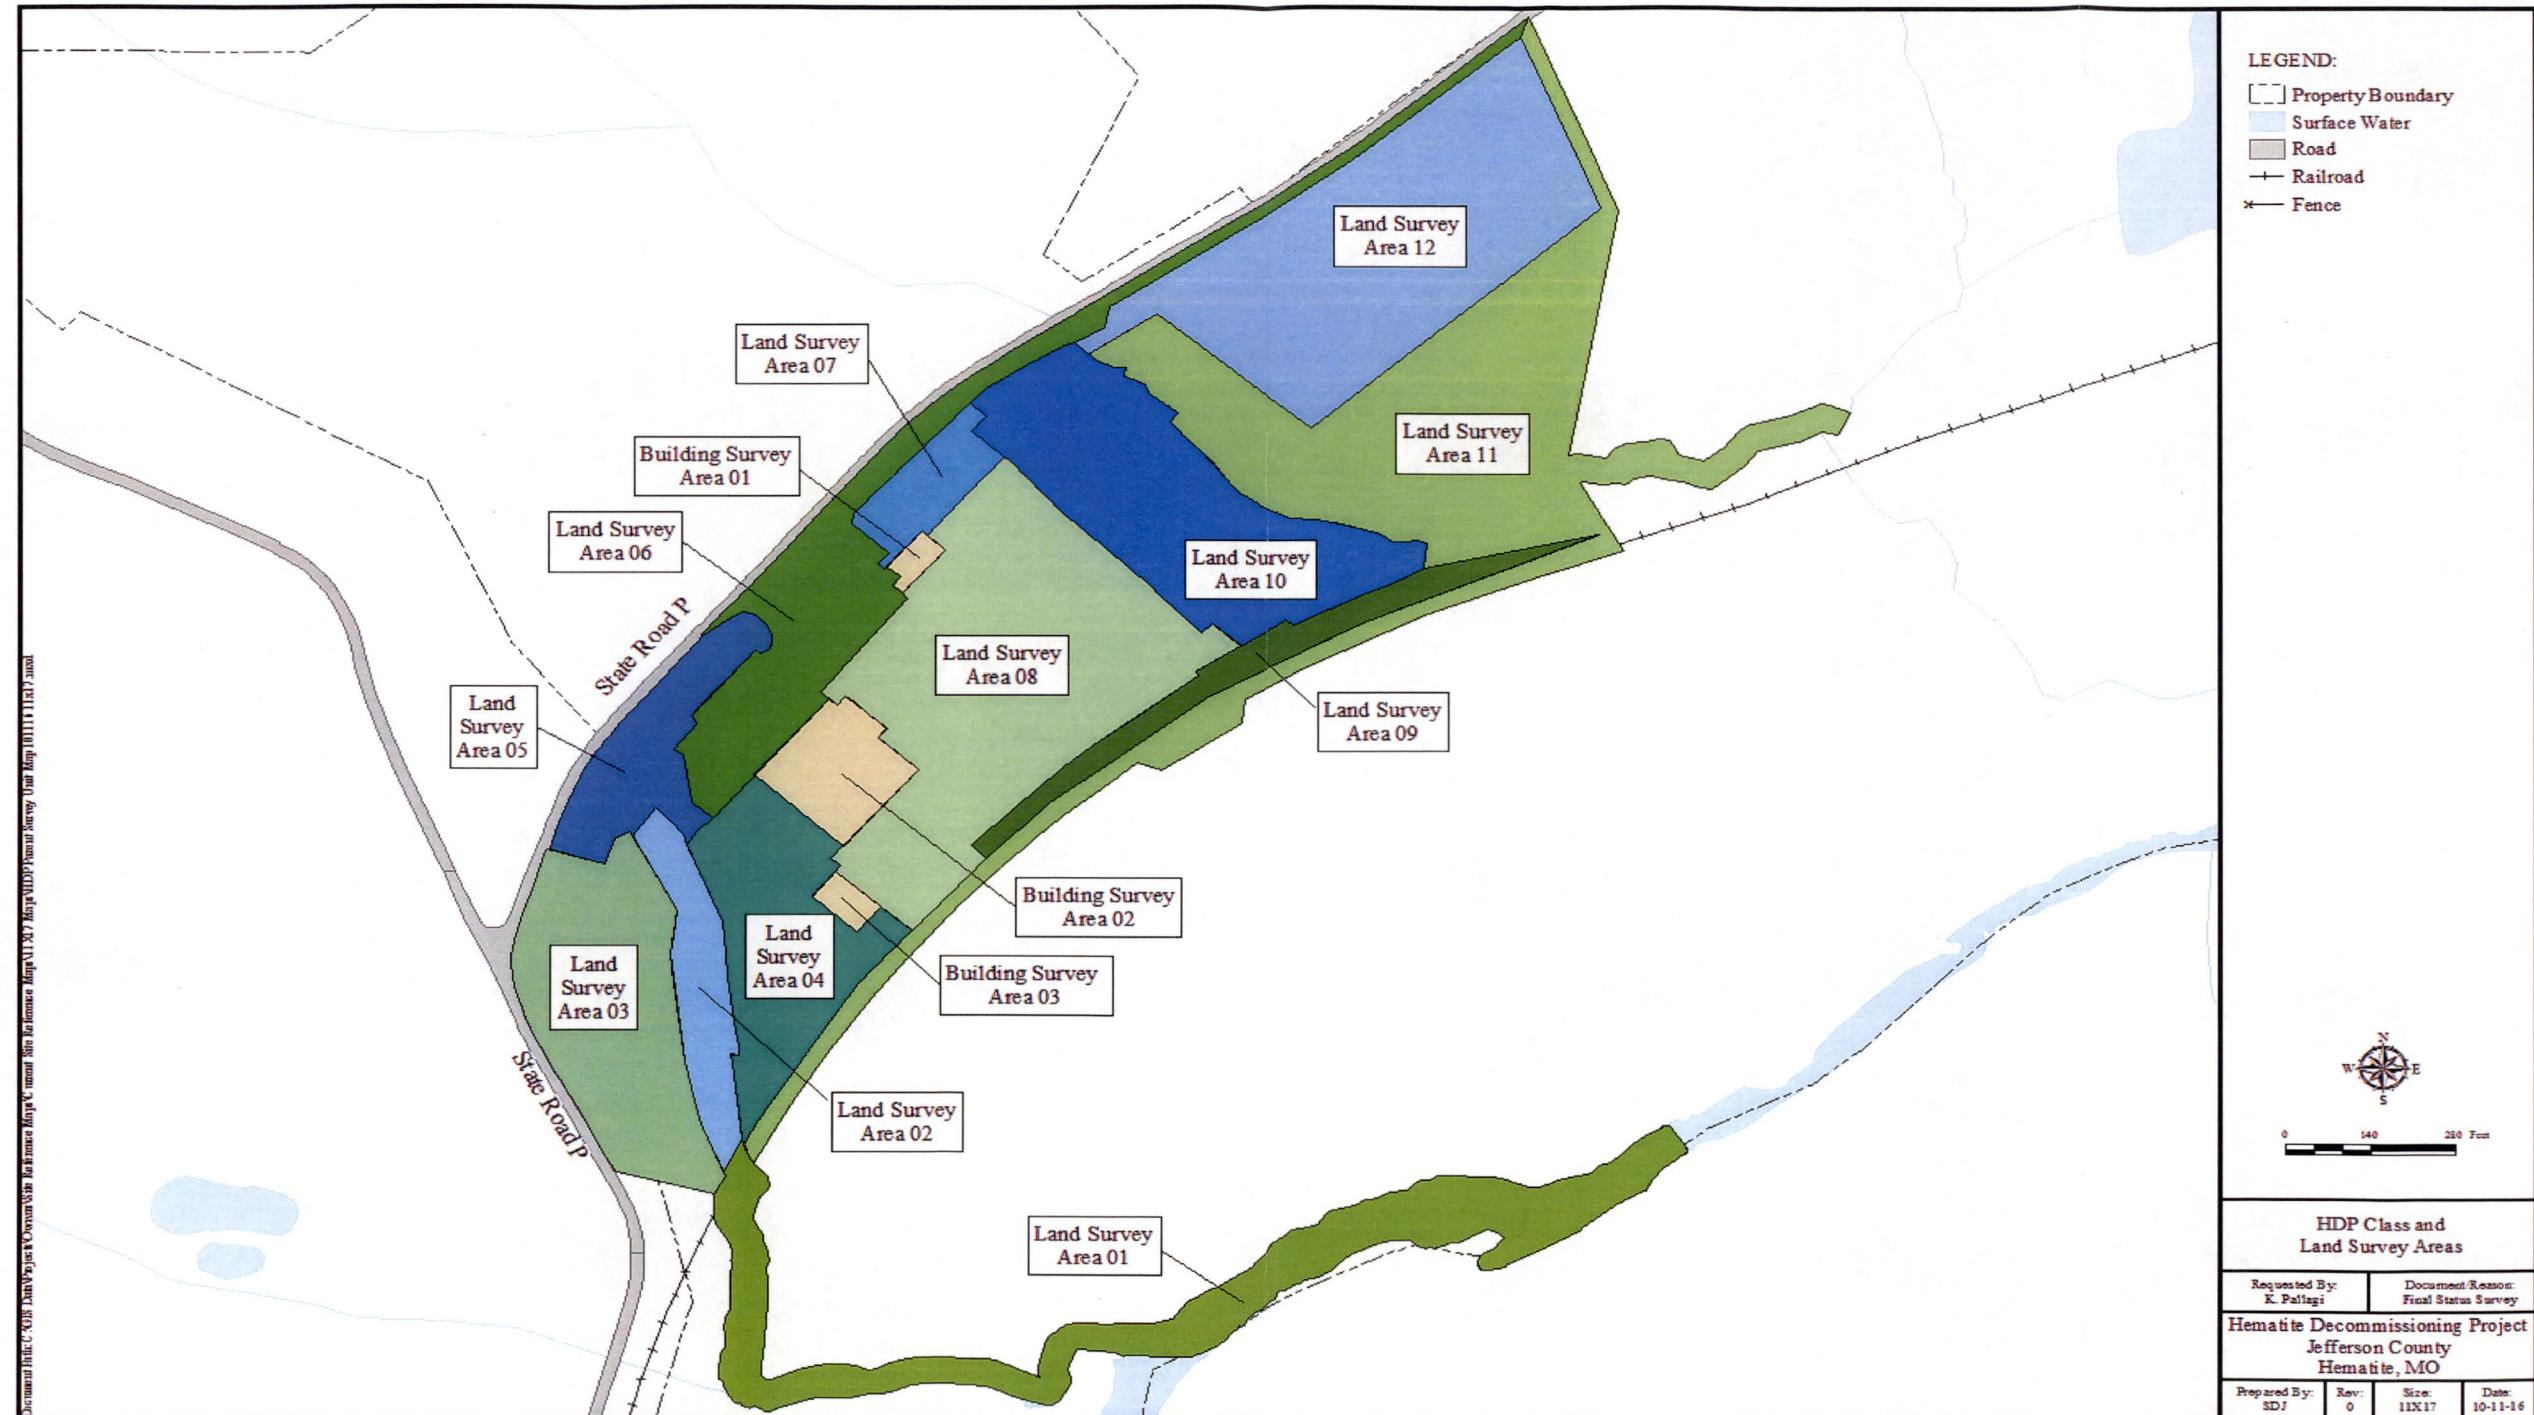 LEGEND:
Property Boundary
Surface Water
Road
Railroad
Fence
Land Survey
Area 12
Land Survey
Area 07
Land Survey
Area 11
Building Survey
Area 01
Land Survey
Area 06
Land Survey
Area 10
State Road P
Land Survey
Area 08
Land
Survey
Area 05
Land Survey
Area 09
Building Survey
Area 02
Land
Survey
Area 04
Land
Survey
Area 03
Building Survey
Area 03
State Road P
Land Survey
Area 02
Land Survey
Area 01
N
W E
S
0 140 280 Feet
HDP Class and
Land Survey Areas
Requested By:
K. Pallagi
Document/Reason:
Final Status Survey
Hematite Decommissioning Project
Jefferson County
Hematite, MO
Prepared By:
SDJ
Rev:
0
Size:
11X17
Date:
10-11-16